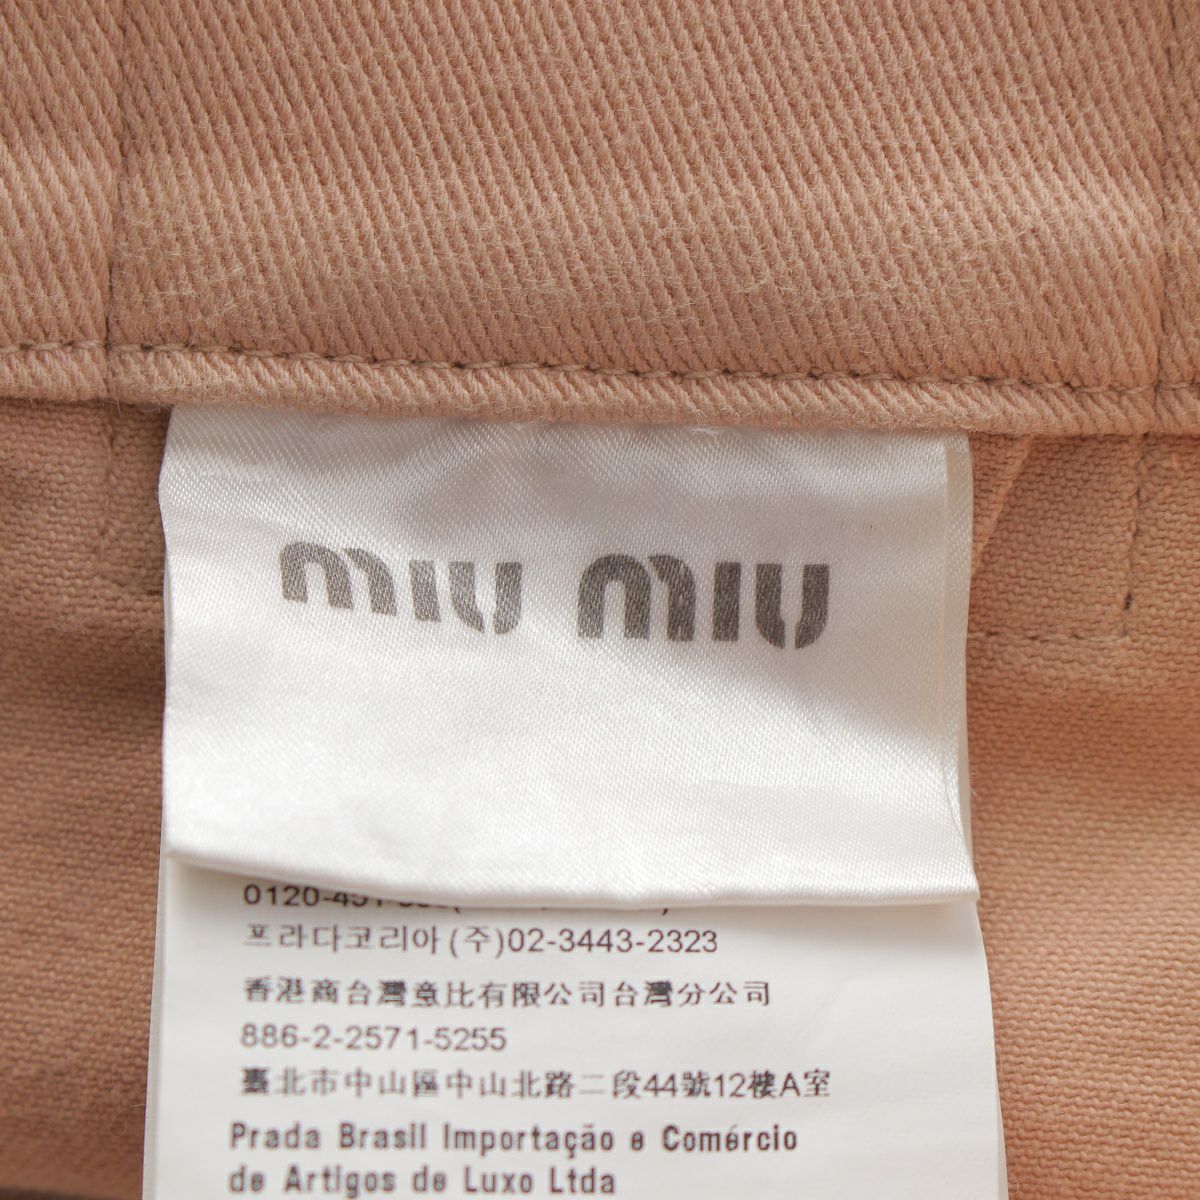 miu miu
프라다코리아(주)02-3443-2323
香港商台灣意比有限公司台灣分公司
886-2-2571-5255
臺北市中山區中山北路二段44號12樓A室
Prada Brasil Importação e Comércio
de Artigos de Luxo Ltda